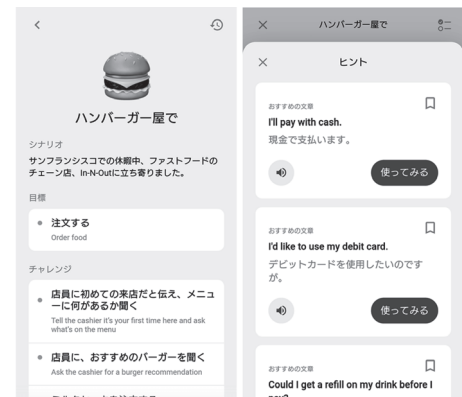 ハンバーガー屋で
シナリオ
サンフランシスコでの休暇中、ファストフードの
チェーン店、In-N-Outに立ち寄りました。
目標
注文する
Order food
チャレンジ
店員に初めての来店だと伝え、メニュ
ーに何があるか聞く
Tell the cashier it's your first time here and ask
what's on the menu
店員に、おすすめのバーガーを聞く
Ask the cashier for a burger recommendation
ハンバーガー屋で
ヒント
おすすめの文章
I'll pay with cash.
現金で支払います。
使ってみる
おすすめの文章
I'd like to use my debit card.
デビットカードを使用したいのです
が。
使ってみる
おすすめの文章
Could I get a refill on my drink before I